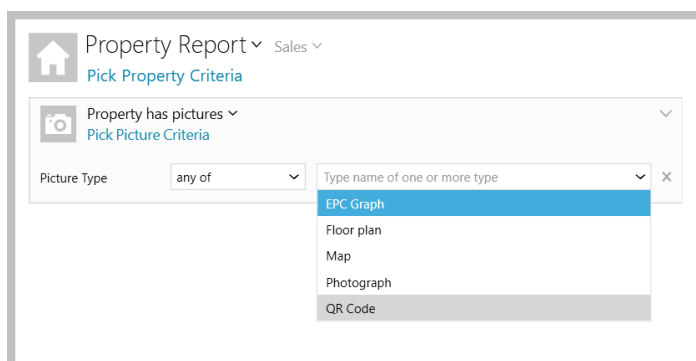 Property Report Sales
Pick Property Criteria
Property has pictures
Pick Picture Criteria
Picture Type any of Type name of one or more type
EPC Graph
Floor plan
Map
Photograph
QR Code